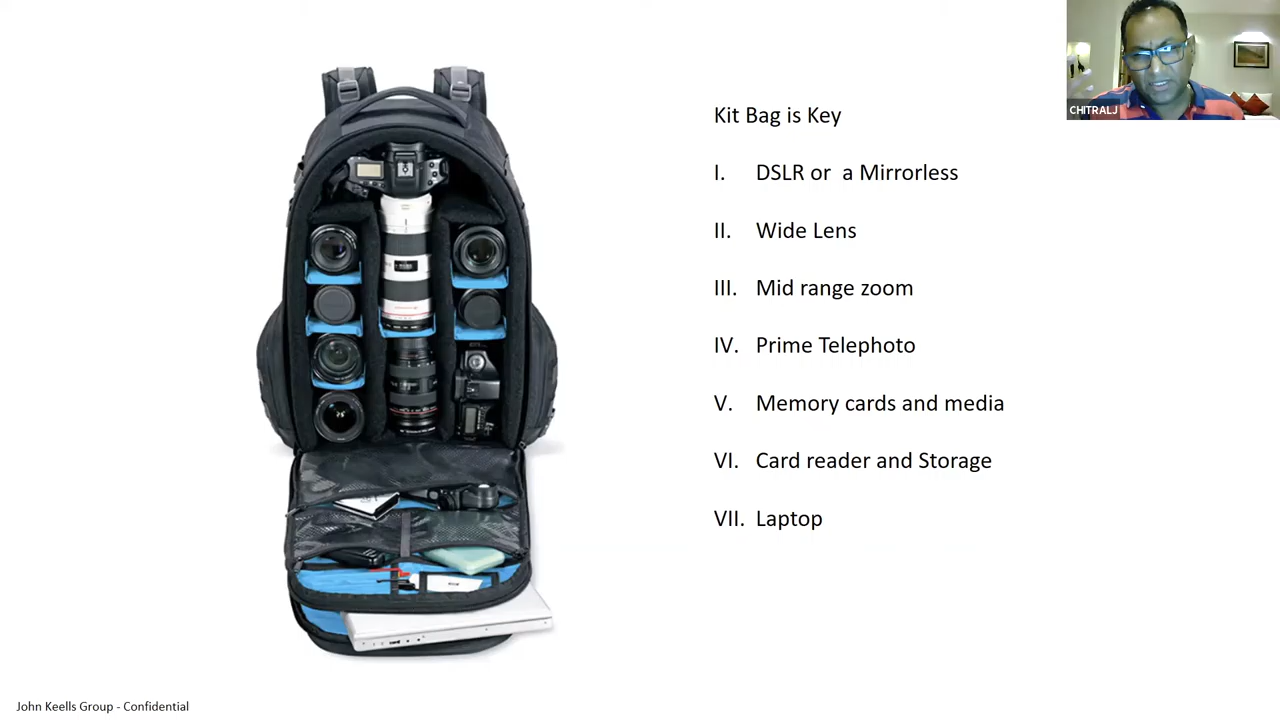 Kit Bag is Key
I. DSLR or a Mirrorless
II. Wide Lens
III. Mid range zoom
IV. Prime Telephoto
V. Memory cards and media
VI. Card reader and Storage
VII. Laptop
CHITRALJ
John Keells Group - Confidential